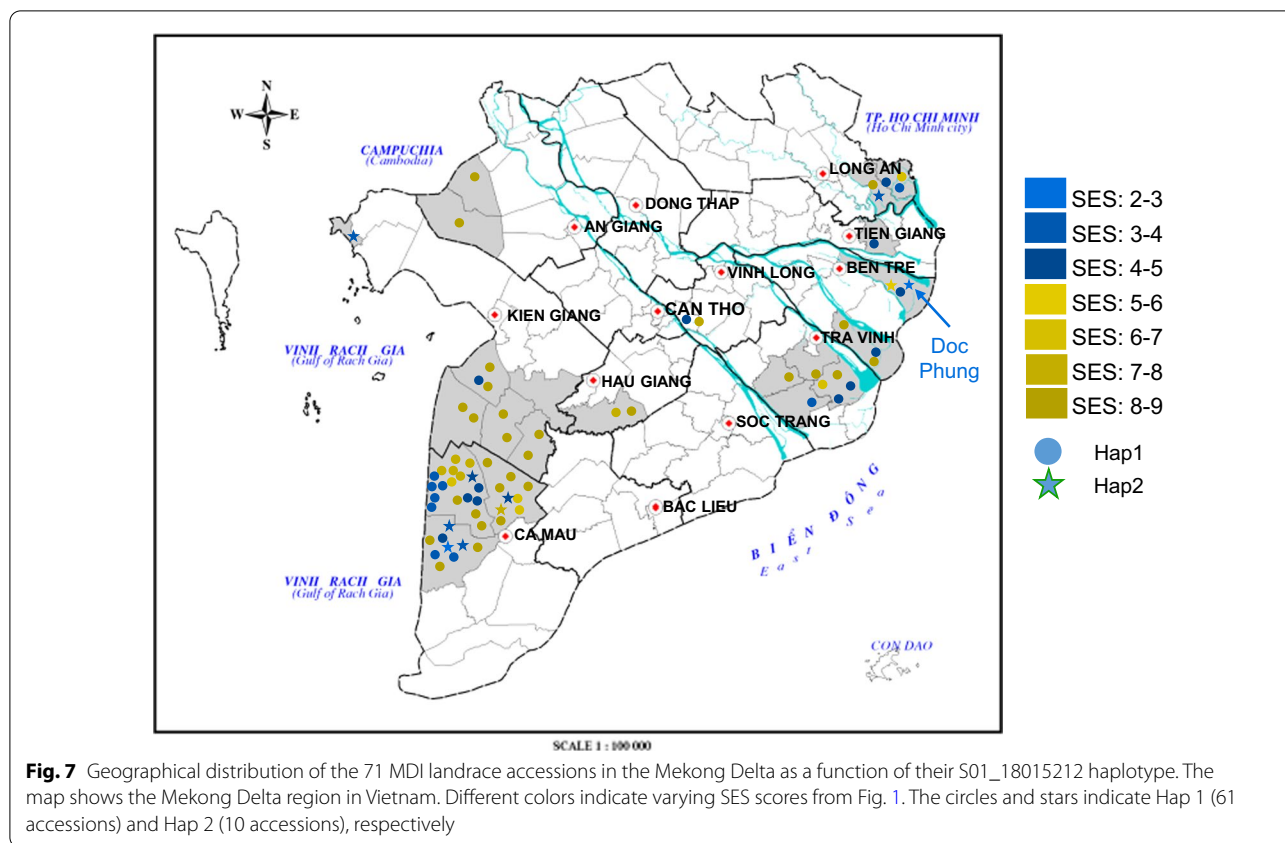 N
W E
S
TP. HO CHI MINH
(Ho Chi Minh city)
CAMPUCHIA
(Cambodia)
LONG AN
DONG THAP
AN GIANG
TIEN GIANG
VINH LONG
BEN TRE
KIEN GIANG
CAN THO
TRA VINH
Doc
Phung
VINH RACH GIA
(Gulf of Rach Gia)
HAU GIANG
SOC TRANG
BAC LIEU
BIỂN ĐÔNG
East Sea
CA MAU
VINH RACH GIA
(Gulf of Rach Gia)
CON DAO
SCALE 1 : 100 000
SES: 2-3
SES: 3-4
SES: 4-5
SES: 5-6
SES: 6-7
SES: 7-8
SES: 8-9
Hap1
Hap2
Fig. 7 Geographical distribution of the 71 MDI landrace accessions in the Mekong Delta as a function of their S01_18015212 haplotype. The
map shows the Mekong Delta region in Vietnam. Different colors indicate varying SES scores from Fig. 1. The circles and stars indicate Hap 1 (61
accessions) and Hap 2 (10 accessions), respectively